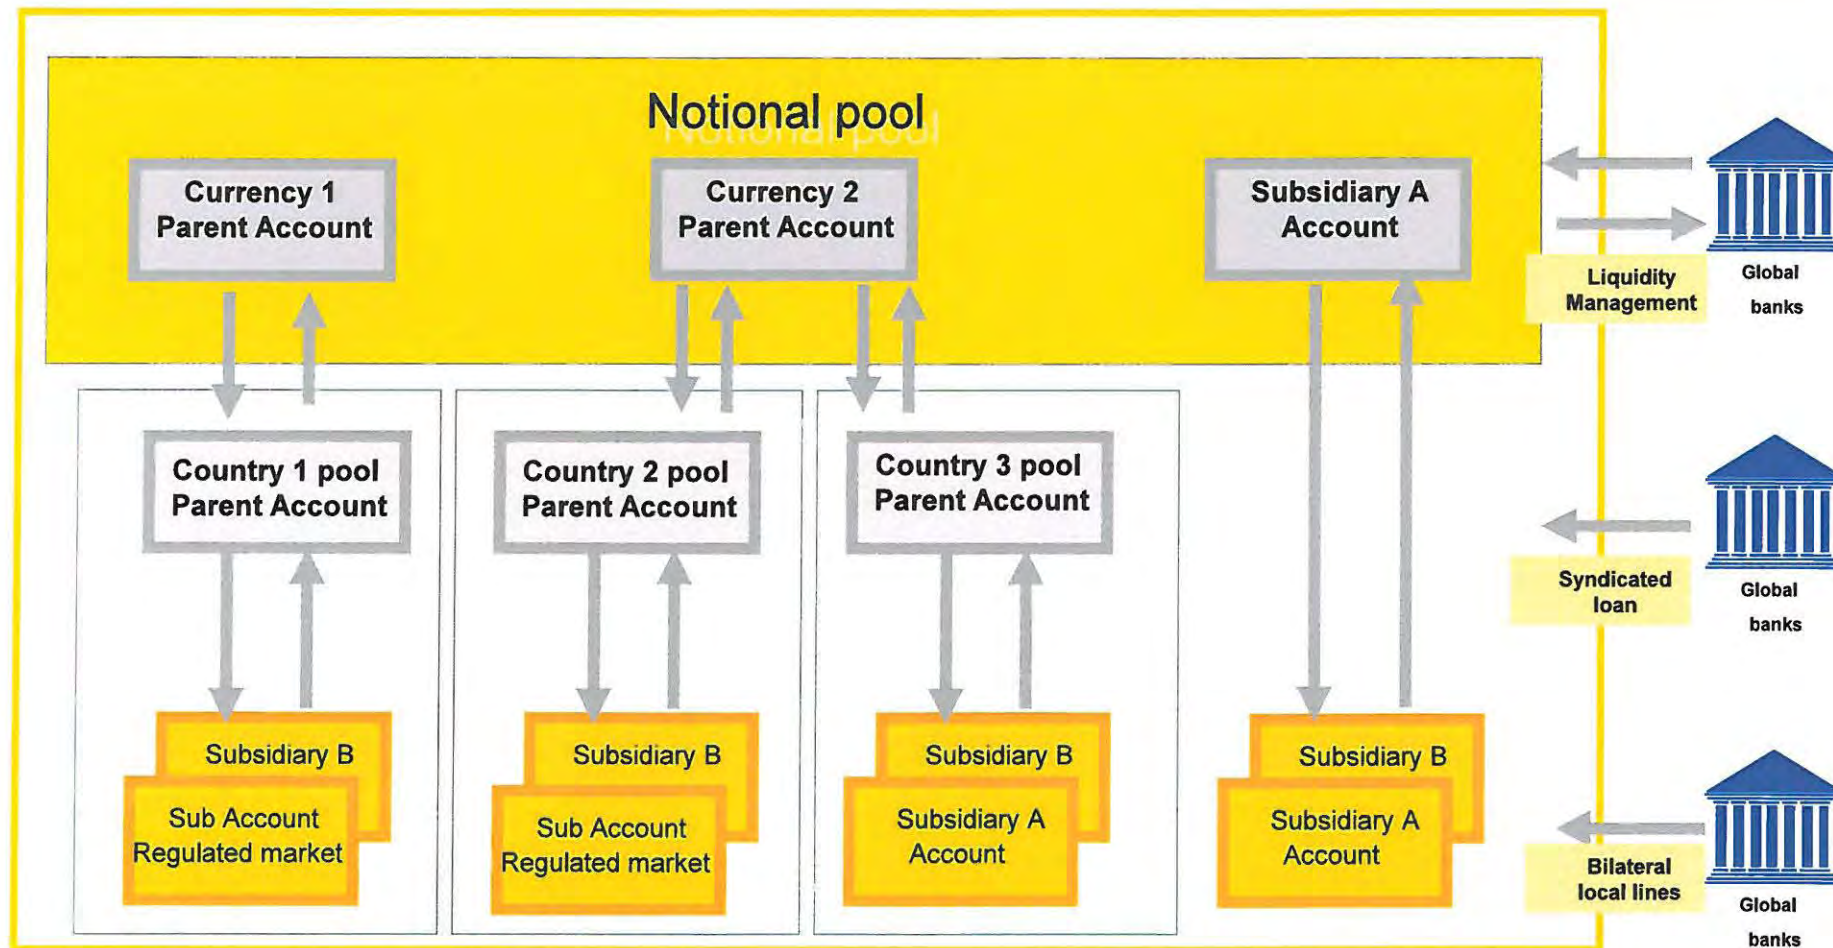 Notional pool
Currency 1
Parent Account
Currency 2
Parent Account
Subsidiary A
Account
Liquidity
Management
Global
banks
Country 1 pool
Parent Account
Country 2 pool
Parent Account
Country 3 pool
Parent Account
Syndicated
loan
Global
banks
Subsidiary B
Sub Account
Regulated market
Subsidiary B
Sub Account
Regulated market
Subsidiary B
Subsidiary A
Account
Subsidiary B
Subsidiary A
Account
Bilateral
local lines
Global
banks